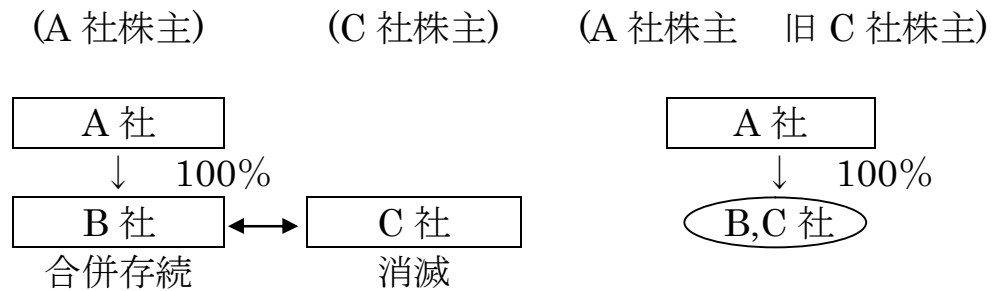 (A 社株主) (C 社株主) (A 社株主 旧 C 社株主)
A 社 A 社
↓ 100% ↓ 100%
B 社 ↔ C 社 B,C 社
合併存続 消滅